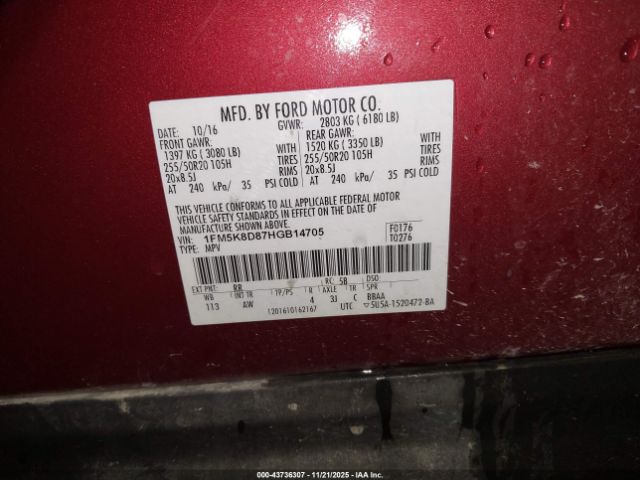 MFD. BY FORD MOTOR CO.
DATE: 10/16 GVWR: 2803 KG ( 6180 LB)
FRONT GAWR: REAR GAWR:
1397 KG ( 3080 LB) WITH 1520 KG ( 3350 LB) WITH
255/50R20 105H TIRES 255/50R20 105H TIRES
20x8.5J RIMS 20x8.5J RIMS
AT 240 kPa/ 35 PSI COLD AT 240 kPa/ 35 PSI COLD
THIS VEHICLE CONFORMS TO ALL APPLICABLE FEDERAL MOTOR
VEHICLE SAFETY STANDARDS IN EFFECT ON THE DATE OF
MANUFACTURE SHOWN ABOVE.
VIN: 1FM5K8D87HGB14705 F0176
TYPE: MPV T0276
EXT PNT: RR RC: 5B DSO:
WB INT TR TP/PS R AXLE TR SPR
113 AW 4 3J C BBAA
1201610162167 UTC ▽5U5A-1520472-BA
000-43736307 - 11/21/2025 - IAA Inc.